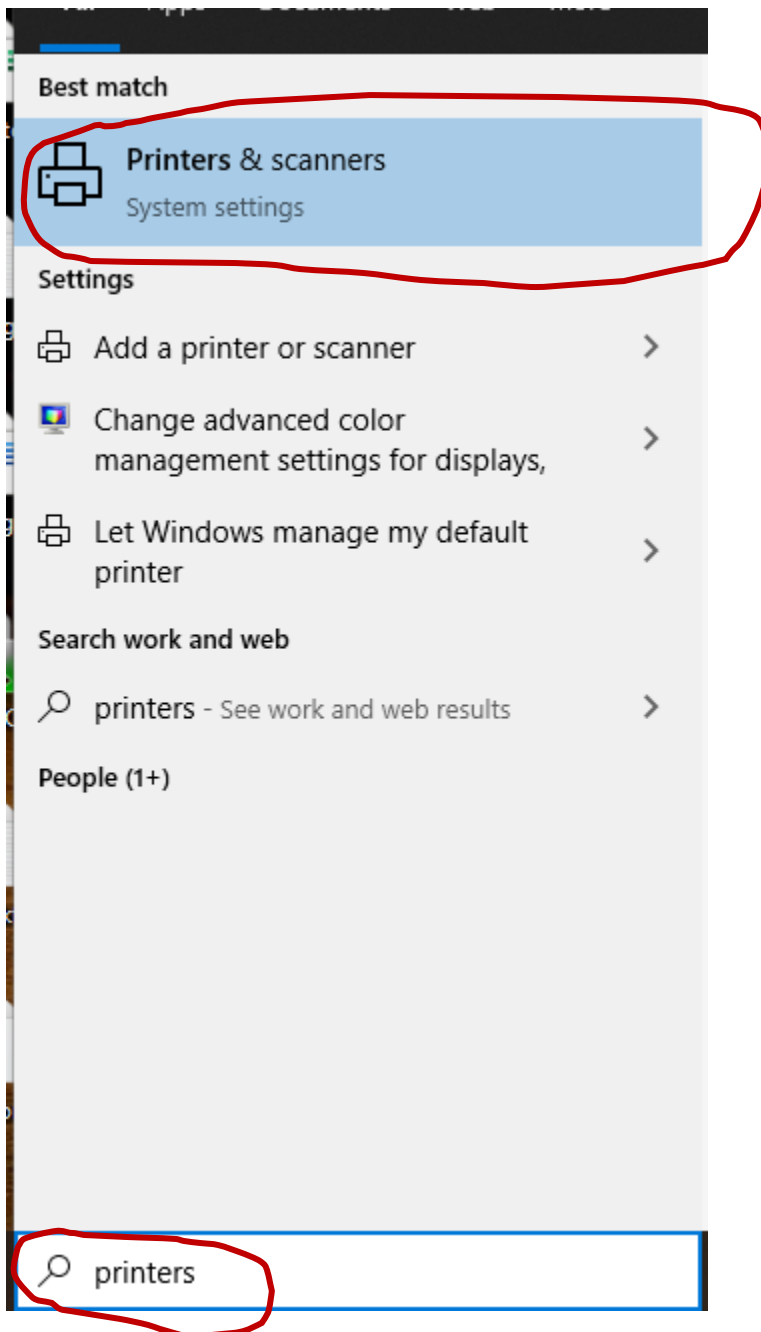 Best match
Printers & scanners
System settings
Settings
Add a printer or scanner
Change advanced color
management settings for displays,
Let Windows manage my default
printer
Search work and web
printers - See work and web results
People (1+)
printers